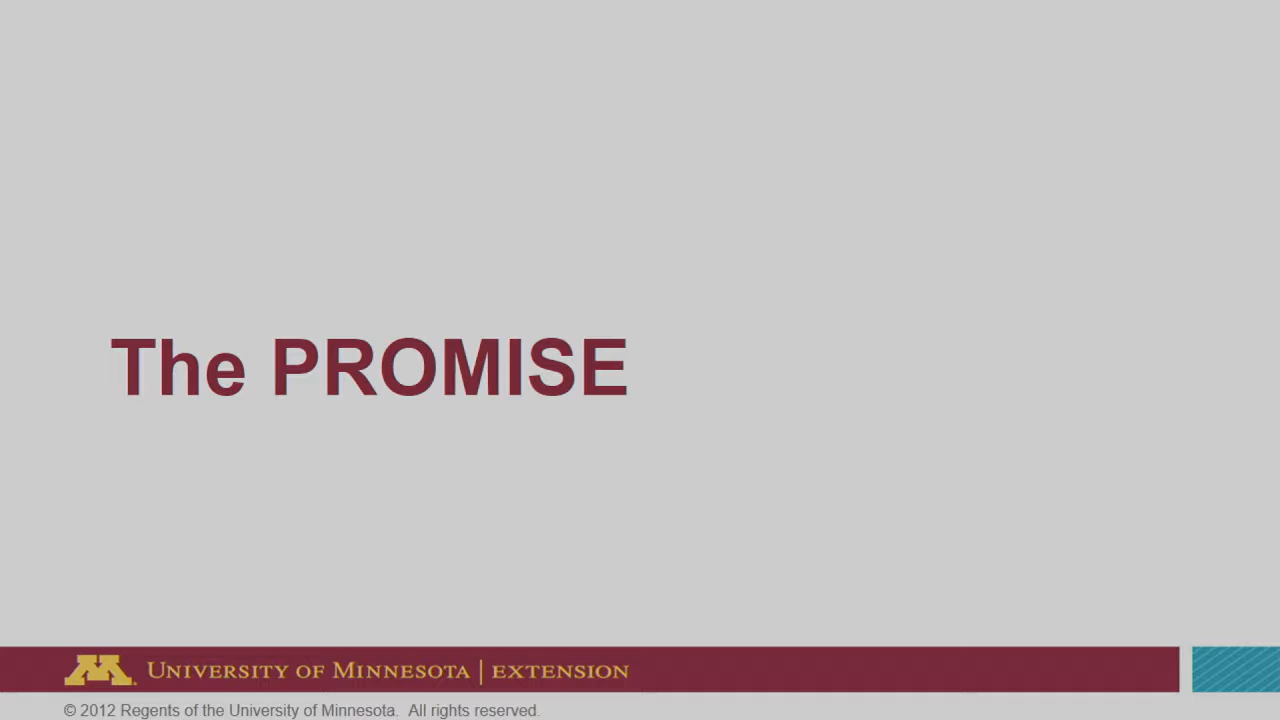 The PROMISE
M UNIVERSITY OF MINNESOTA | EXTENSION
© 2012 Regents of the University of Minnesota. All rights reserved.